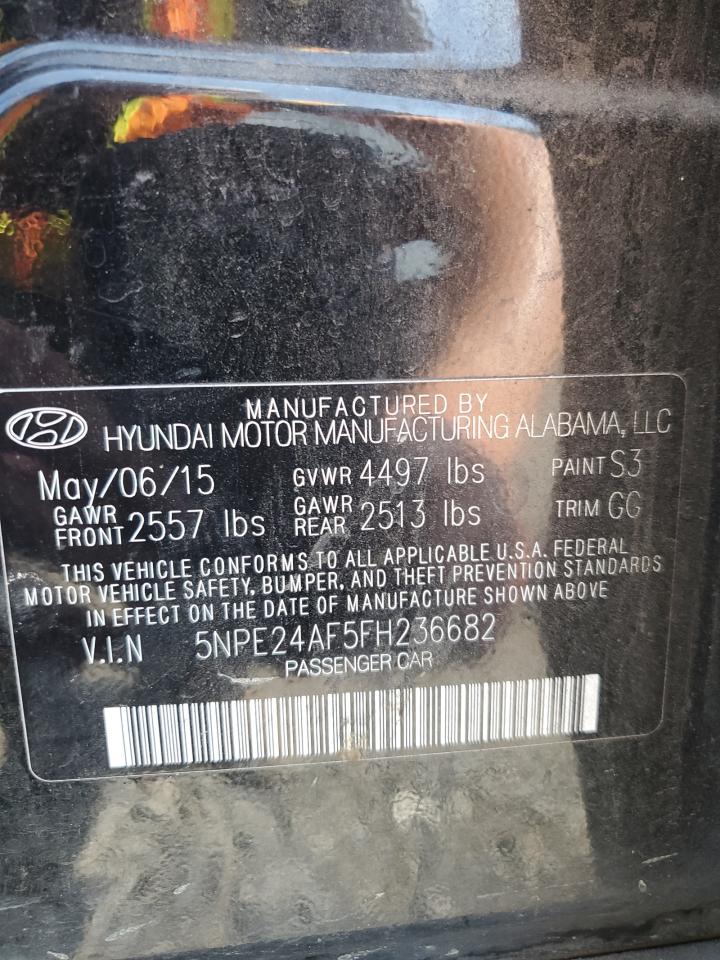 MANUFACTURED BY
HYUNDAI MOTOR MANUFACTURING ALABAMA, LLC
May/06/15 GVWR 4497 lbs PAINT S3
GAWR FRONT 2557 lbs GAWR REAR 2513 lbs TRIM GG
THIS VEHICLE CONFORMS TO ALL APPLICABLE U.S.A. FEDERAL
MOTOR VEHICLE SAFETY, BUMPER, AND THEFT PREVENTION STANDARDS
IN EFFECT ON THE DATE OF MANUFACTURE SHOWN ABOVE
V.I.N 5NPE24AF5FH236682
PASSENGER CAR